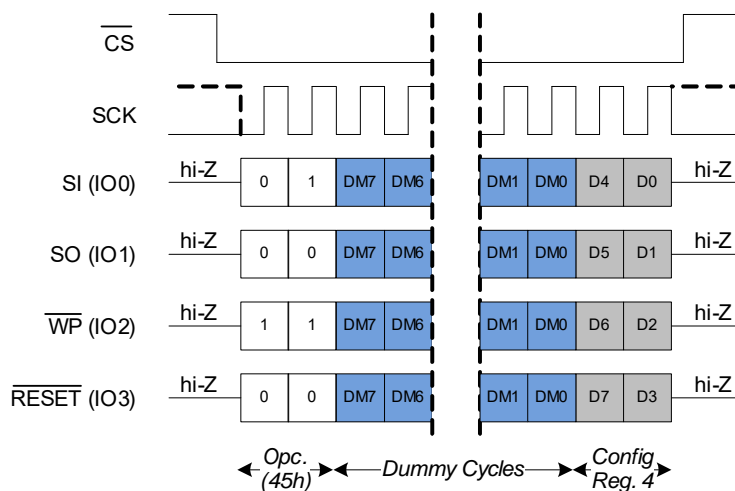 CS
SCK
SI (IO0) hi-Z 0 1 DM7 DM6 DM1 DM0 D4 D0 hi-Z
SO (IO1) hi-Z 0 0 DM7 DM6 DM1 DM0 D5 D1 hi-Z
WP (IO2) hi-Z 1 1 DM7 DM6 DM1 DM0 D6 D2 hi-Z
RESET (IO3) hi-Z 0 0 DM7 DM6 DM1 DM0 D7 D3 hi-Z
Opc. (45h)
Dummy Cycles
Config Reg. 4